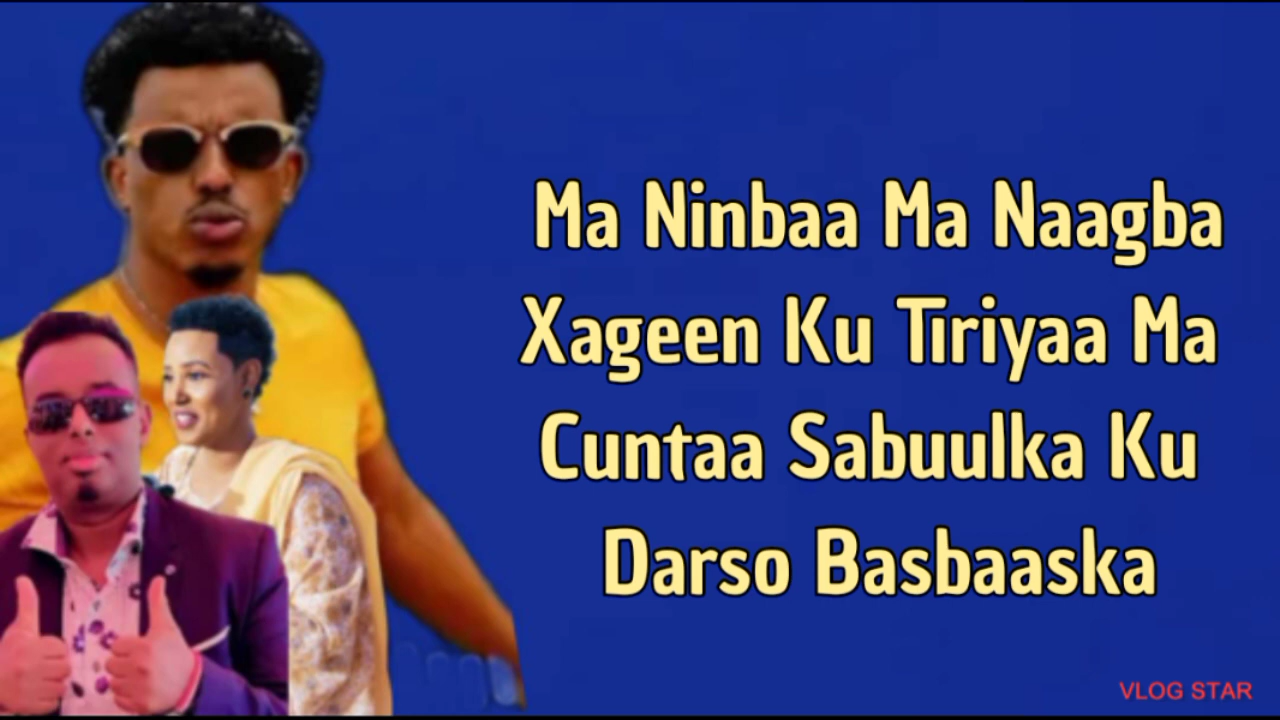 Ma Ninbaa Ma Naagba
Xageen Ku Tiriyaa Ma
Cuntaa Sabuulka Ku
Darso Basbaaska
VLOG STAR